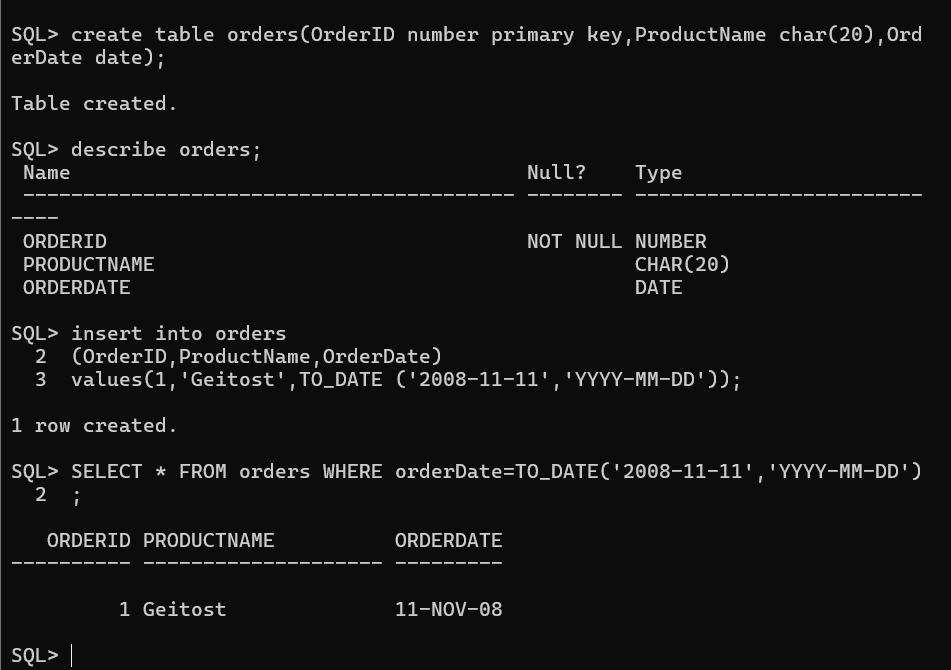 SQL> create table orders(OrderID number primary key,ProductName char(20),Ord
erDate date);
Table created.
SQL> describe orders;
Name Null? Type
----------------------------------------- -------- ------------------------
----
ORDERID NOT NULL NUMBER
PRODUCTNAME CHAR(20)
ORDERDATE DATE
SQL> insert into orders
2 (OrderID,ProductName,OrderDate)
3 values(1,'Geitost',TO_DATE ('2008-11-11','YYYY-MM-DD'));
1 row created.
SQL> SELECT * FROM orders WHERE orderDate=TO_DATE('2008-11-11','YYYY-MM-DD')
2 ;
ORDERID PRODUCTNAME ORDERDATE
---------- -------------------- ---------
1 Geitost 11-NOV-08
SQL>